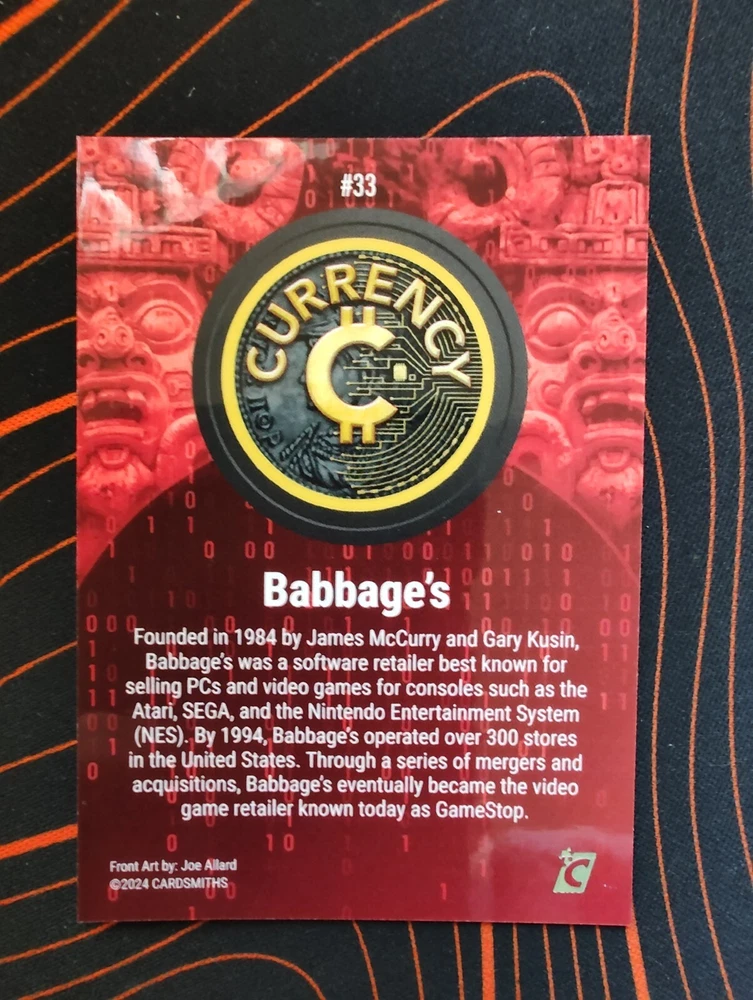 #33
CURRENCY
Babbage's
Founded in 1984 by James McCurry and Gary Kusin,
Babbage's was a software retailer best known for
selling PCs and video games for consoles such as the
Atari, SEGA, and the Nintendo Entertainment System
(NES). By 1994, Babbage's operated over 300 stores
in the United States. Through a series of mergers and
acquisitions, Babbage's eventually became the video
game retailer known today as GameStop.
Front Art by: Joe Allard
©2024 CARDSMITHS
C